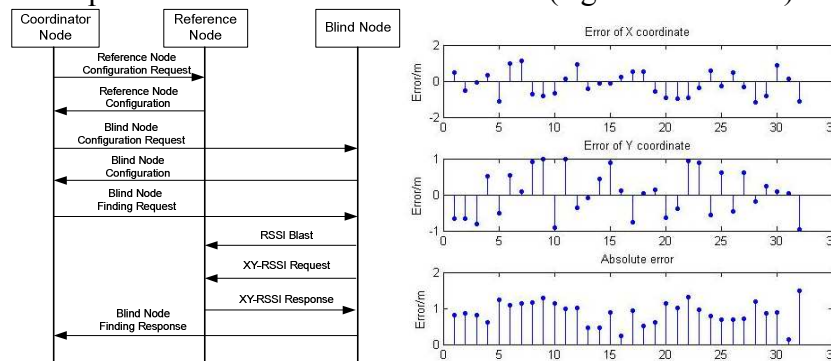 Coordinator
Node
Reference
Node
Blind Node
Reference Node
Configuration Request
Reference Node
Configuration
Blind Node
Configuration Request
Blind Node
Configuration
Blind Node
Finding Request
RSSI Blast
XY-RSSI Request
XY-RSSI Response
Blind Node
Finding Response
Error of X coordinate
Error/m
2
0
-2
0 5 10 15 20 25 30
Error of Y coordinate
Error/m
1
0
-1
0 5 10 15 20 25 30
Absolute error
Error/m
2
1
0
0 5 10 15 20 25 30